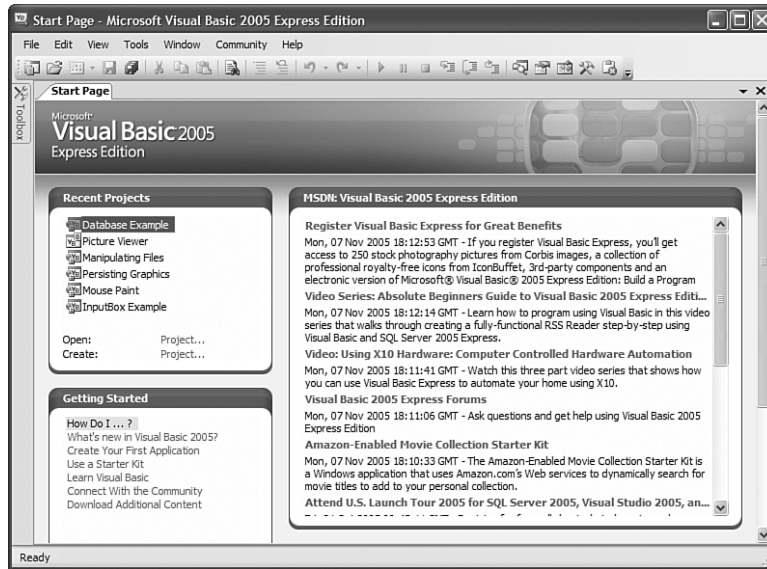 Start Page - Microsoft Visual Basic 2005 Express Edition
File Edit View Tools Window Community Help
Toolbox
Start Page
Microsoft
Visual Basic 2005
Express Edition
Recent Projects
Database Example
Picture Viewer
Manipulating Files
Persisting Graphics
Mouse Paint
InputBox Example
Open: Project...
Create: Project...
Getting Started
How Do I ... ?
What's new in Visual Basic 2005?
Create Your First Application
Use a Starter Kit
Learn Visual Basic
Connect With the Community
Download Additional Content
MSDN: Visual Basic 2005 Express Edition
Register Visual Basic Express for Great Benefits
Mon, 07 Nov 2005 18:12:53 GMT - If you register Visual Basic Express, you'll get
access to 250 stock photography pictures from Corbis images, a collection of
professional royalty-free icons from IconBuffet, 3rd-party components and an
electronic version of Microsoft® Visual Basic® 2005 Express Edition: Build a Program
Video Series: Absolute Beginners Guide to Visual Basic 2005 Express Editi...
Mon, 07 Nov 2005 18:12:14 GMT - Learn how to program using Visual Basic in this video
series that walks through creating a fully-functional RSS Reader step-by-step using
Visual Basic and SQL Server 2005 Express.
Video: Using X10 Hardware: Computer Controlled Hardware Automation
Mon, 07 Nov 2005 18:11:41 GMT - Watch this three part video series that shows how
you can use Visual Basic Express to automate your home using X10.
Visual Basic 2005 Express Forums
Mon, 07 Nov 2005 18:11:06 GMT - Ask questions and get help using Visual Basic 2005
Express Edition
Amazon-Enabled Movie Collection Starter Kit
Mon, 07 Nov 2005 18:10:33 GMT - The Amazon-Enabled Movie Collection Starter Kit is
a Windows application that uses Amazon.com's Web services to dynamically search for
movie titles to add to your personal collection.
Attend U.S. Launch Tour 2005 for SQL Server 2005, Visual Studio 2005, an...
Ready